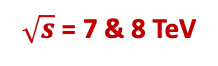 √s = 7 & 8 TeV